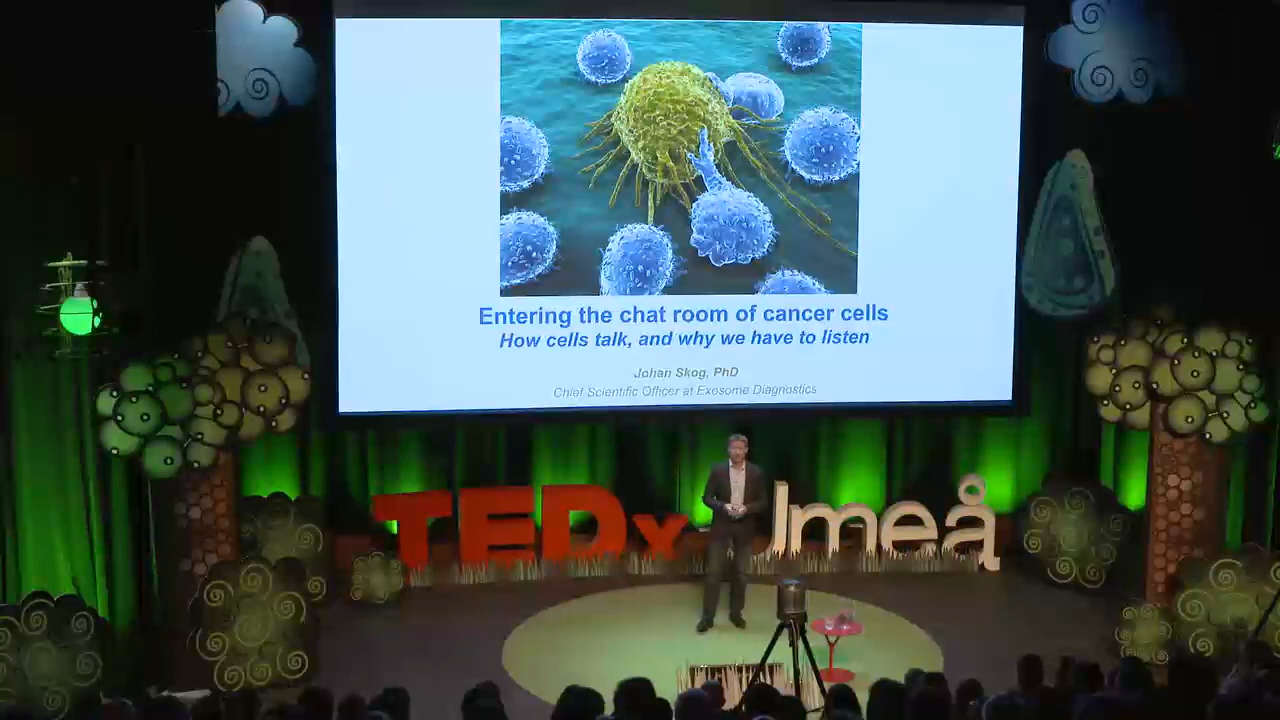 Entering the chat room of cancer cells
How cells talk, and why we have to listen
Johan Skog, PhD
Chief Scientific Officer at Exosome Diagnostics
TEDx Umeå